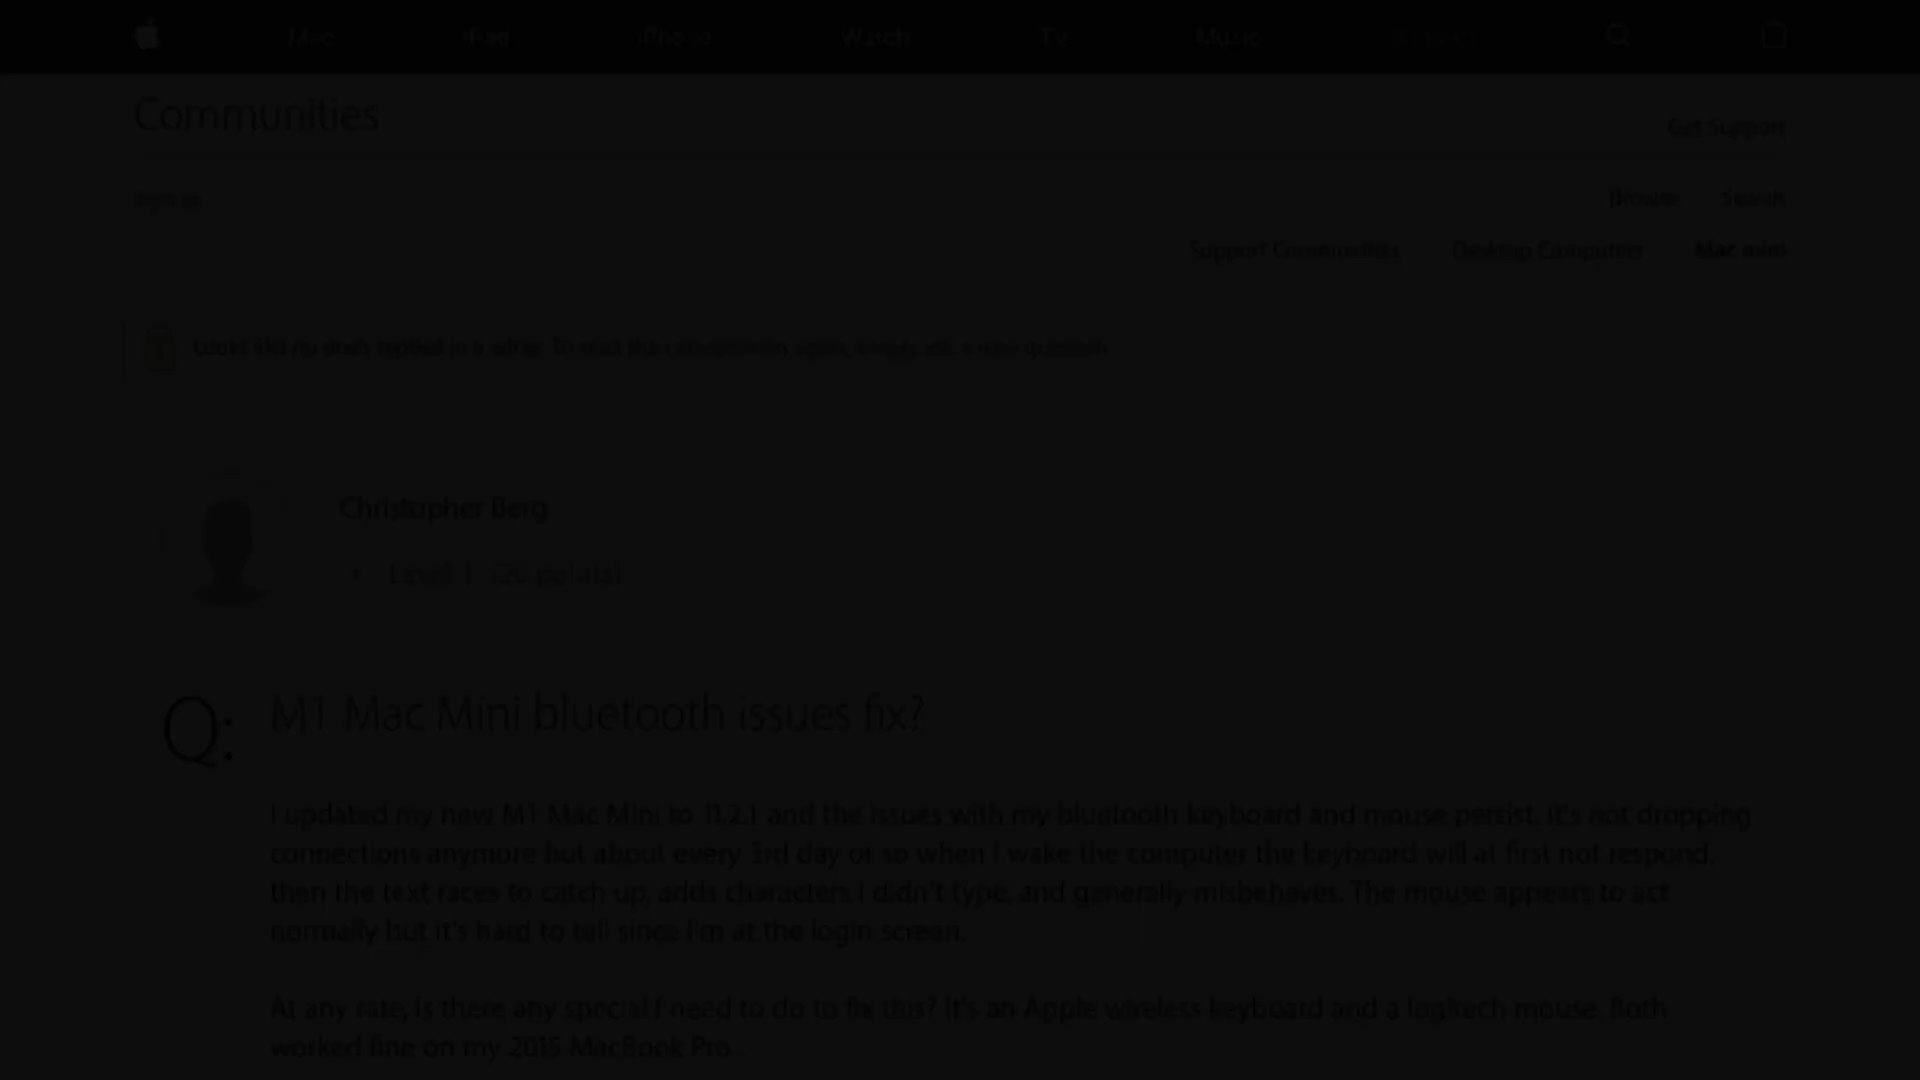 Mac iPad iPhone Watch TV Music Support
Communities
Get Support
Sign in
Browse Search
Support Communities Desktop Computers Mac mini
Looks like no one's replied in a while. To start the conversation again, simply ask a new question.
Christopher Berg
• Level 1 (20 points)
Q: M1 Mac Mini bluetooth issues fix?
I updated my new M1 Mac Mini to 11.2.1 and the issues with my bluetooth keyboard and mouse persist. It's not dropping
connections anymore but about every 3rd day or so when I wake the computer the keyboard will at first not respond,
then the text races to catch up, adds characters I didn't type, and generally misbehaves. The mouse appears to act
normally but it's hard to tell since I'm at the login screen.
At any rate, is there any special I need to do to fix this? It's an Apple wireless keyboard and a logitech mouse. Both
worked fine on my 2015 MacBook Pro.